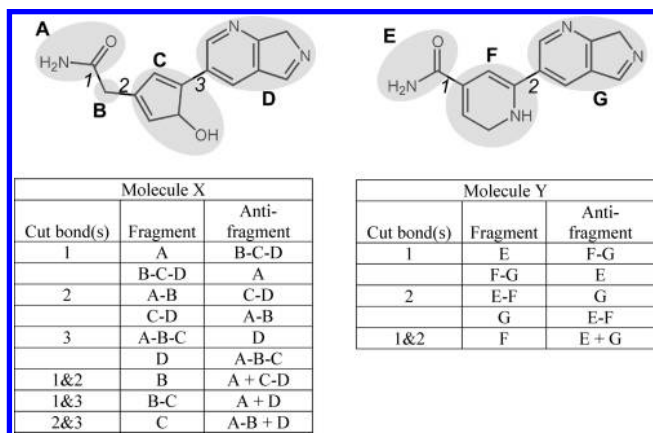 A
E
O
H₂N
1
2
B
C
3
N
N
D
OH
O
H₂N
1
F
2
NH
N
N
G
Molecule X
Cut bond(s) Fragment Anti-fragment
1 A B-C-D
B-C-D A
2 A-B C-D
C-D A-B
3 A-B-C D
D A-B-C
1&2 B A + C-D
1&3 B-C A + D
2&3 C A-B + D
Molecule Y
Cut bond(s) Fragment Anti-fragment
1 E F-G
F-G E
2 E-F G
G E-F
1&2 F E + G